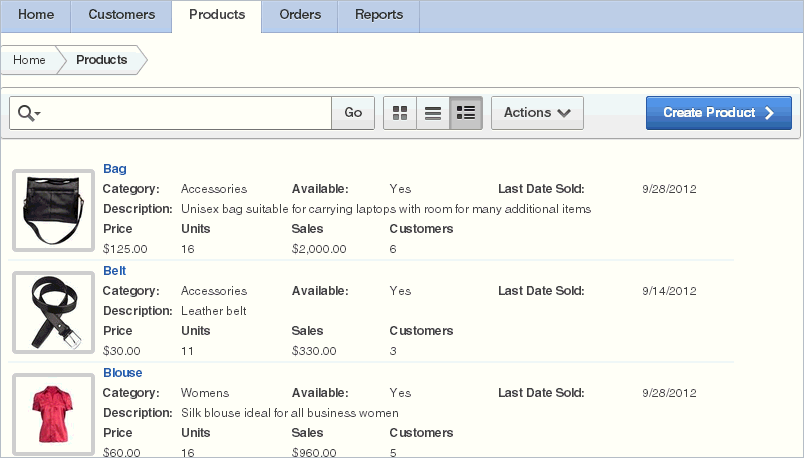 Home Customers Products Orders Reports
Home Products
Go Actions Create Product
Bag
Category: Accessories Available: Yes Last Date Sold: 9/28/2012
Description: Unisex bag suitable for carrying laptops with room for many additional items
Price Units Sales Customers
$125.00 16 $2,000.00 6
Belt
Category: Accessories Available: Yes Last Date Sold: 9/14/2012
Description: Leather belt
Price Units Sales Customers
$30.00 11 $330.00 3
Blouse
Category: Womens Available: Yes Last Date Sold: 9/28/2012
Description: Silk blouse ideal for all business women
Price Units Sales Customers
$60.00 16 $960.00 5